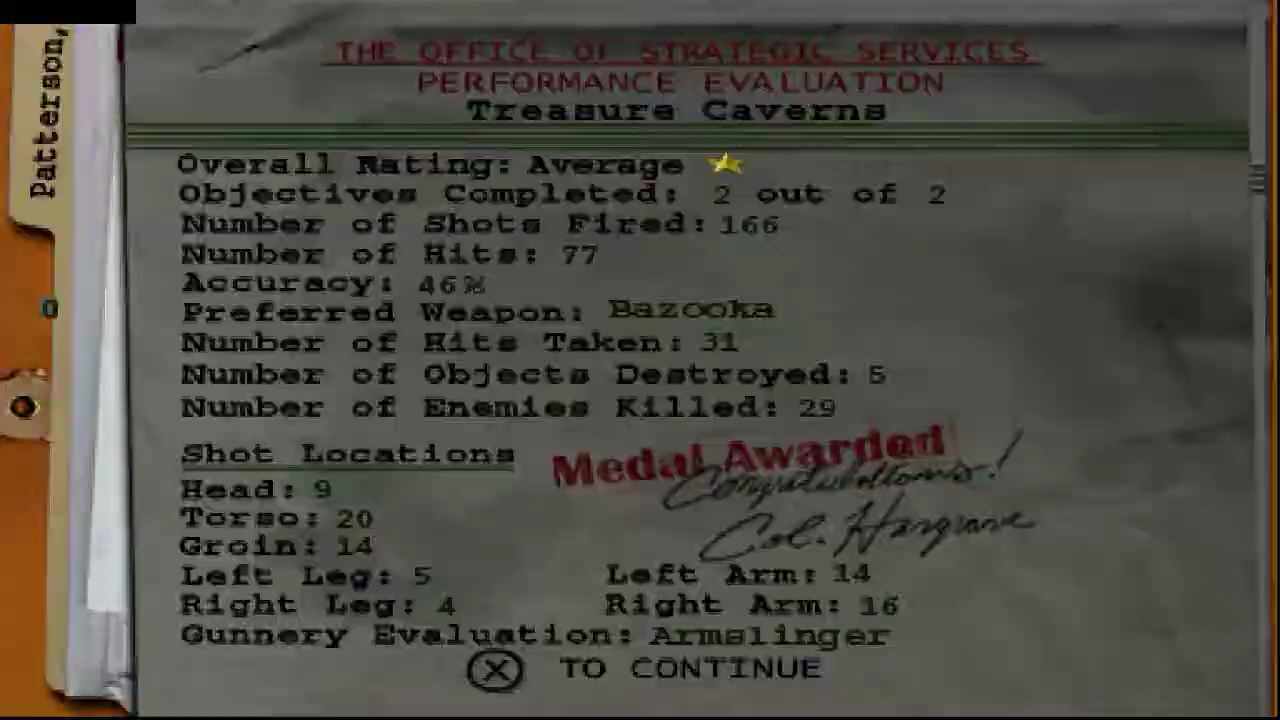 Patterson,
THE OFFICE OF STRATEGIC SERVICES
PERFORMANCE EVALUATION
Treasure Caverns
Overall Rating: Average
Objectives Completed: 2 out of 2
Number of Shots Fired: 166
Number of Hits: 77
Accuracy: 46%
Preferred Weapon: Bazooka
Number of Hits Taken: 31
Number of Objects Destroyed: 5
Number of Enemies Killed: 29
Shot Locations
Medal Awarded!
Congratulations!
Col. Hargrove
Head: 9
Torso: 20
Groin: 14
Left Leg: 5 Left Arm: 14
Right Leg: 4 Right Arm: 16
Gunnery Evaluation: Armslinger
X TO CONTINUE